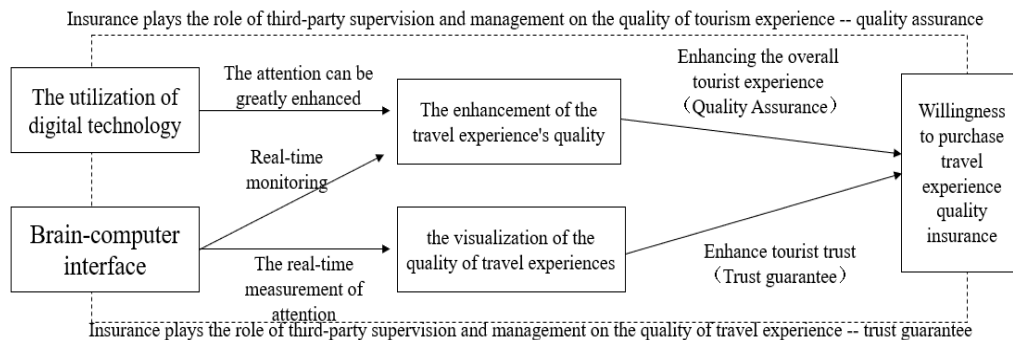 Insurance plays the role of third-party supervision and management on the quality of tourism experience -- quality assurance
The utilization of
digital technology
The attention can be
greatly enhanced
The enhancement of the
travel experience's quality
Enhancing the overall
tourist experience
（Quality Assurance）
Willingness
to purchase
travel
experience
quality
insurance
Real-time
monitoring
Brain-computer
interface
The real-time
measurement of
attention
the visualization of the
quality of travel experiences
Enhance tourist trust
（Trust guarantee）
Insurance plays the role of third-party supervision and management on the quality of travel experience -- trust guarantee